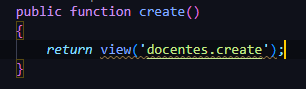 public function create()
{
return view('docentes.create');
}